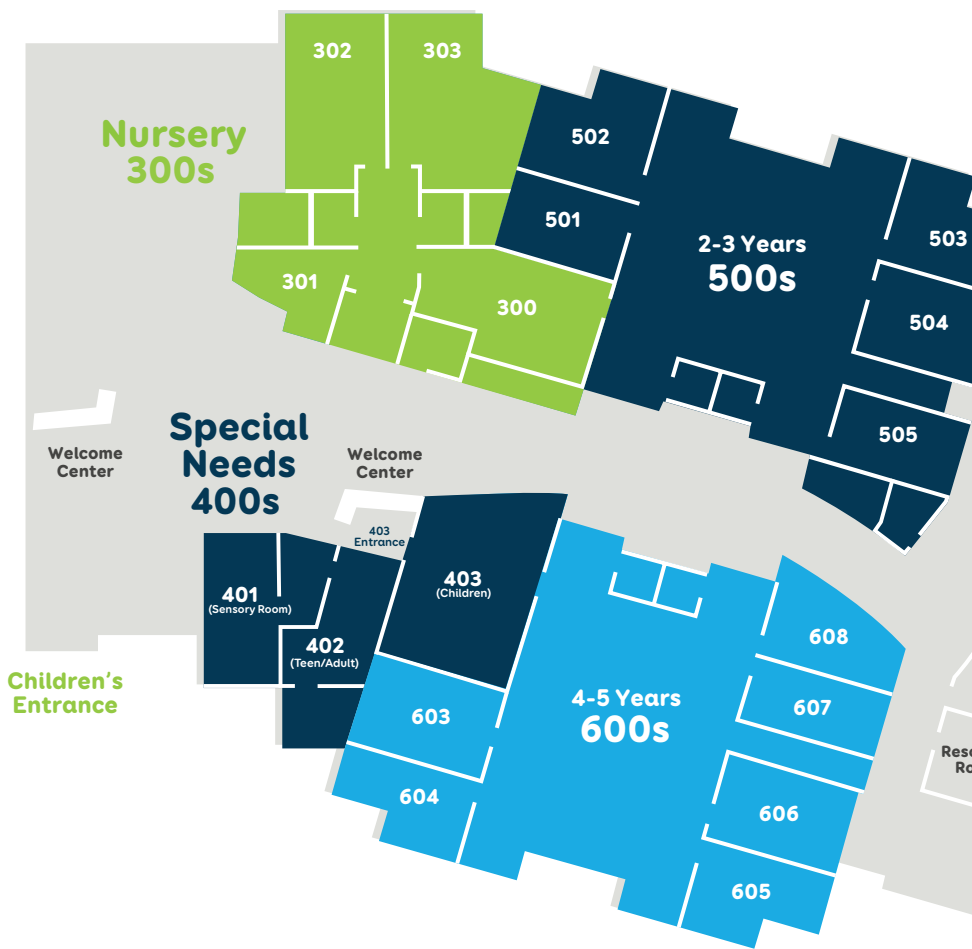 302
303
Nursery
300s
502
501
301
300
2-3 Years
500s
503
504
505
Welcome
Center
Special
Needs
400s
Welcome
Center
403
Entrance
401
(Sensory Room)
402
(Teen/Adult)
403
(Children)
Children's
Entrance
603
604
4-5 Years
600s
608
607
606
605